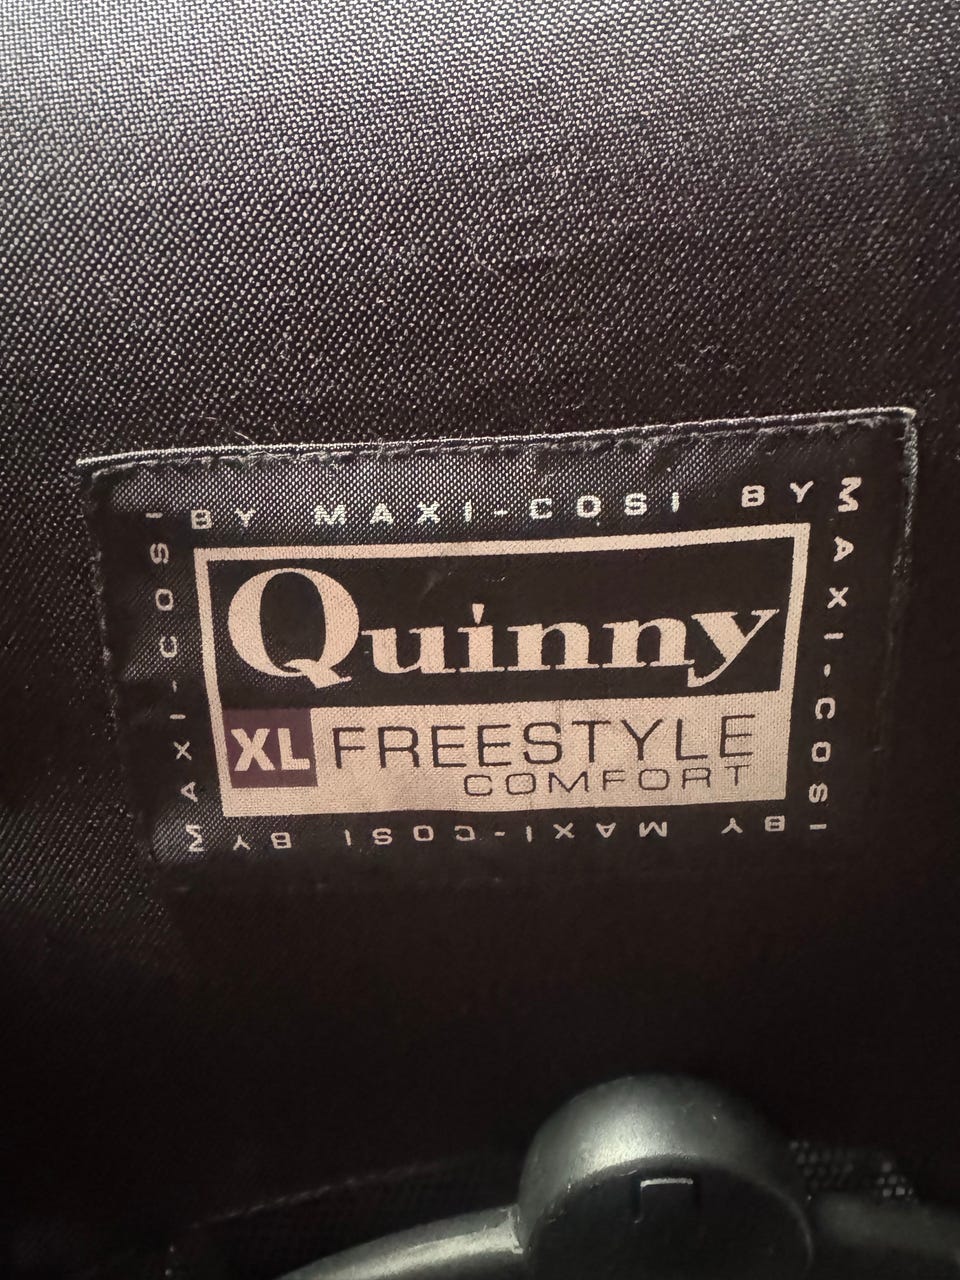 BY MAXI-COSI BY
MAXI-COSI
Quinny
XL FREESTYLE
COMFORT
BY MAXI-COSI BY
MAXI-COSI